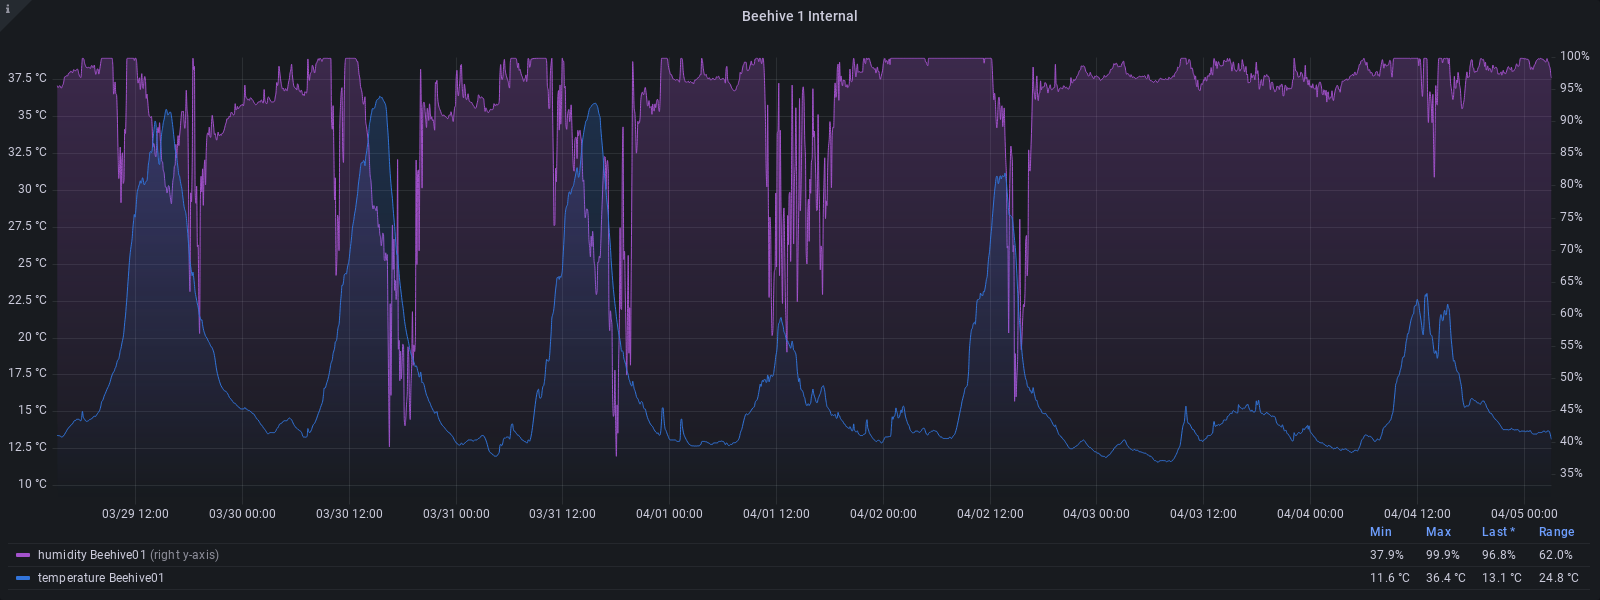 i
Beehive 1 Internal
37.5 °C
35 °C
32.5 °C
30 °C
27.5 °C
25 °C
22.5 °C
20 °C
17.5 °C
15 °C
12.5 °C
10 °C
100%
95%
90%
85%
80%
75%
70%
65%
60%
55%
50%
45%
40%
35%
03/29 12:00 03/30 00:00 03/30 12:00 03/31 00:00 03/31 12:00 04/01 00:00 04/01 12:00 04/02 00:00 04/02 12:00 04/03 00:00 04/03 12:00 04/04 00:00 04/04 12:00 04/05 00:00
Min Max Last * Range
humidity Beehive01 (right y-axis) 37.9% 99.9% 96.8% 62.0%
temperature Beehive01 11.6 °C 36.4 °C 13.1 °C 24.8 °C